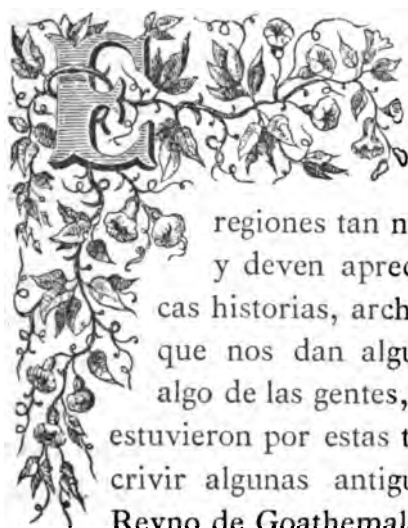 E
regiones tan n
y deven aprec
cas historias, arch
que nos dan algu
algo de las gentes,
estuvieron por estas t
crivir algunas antigu
Reyno de Goathemal